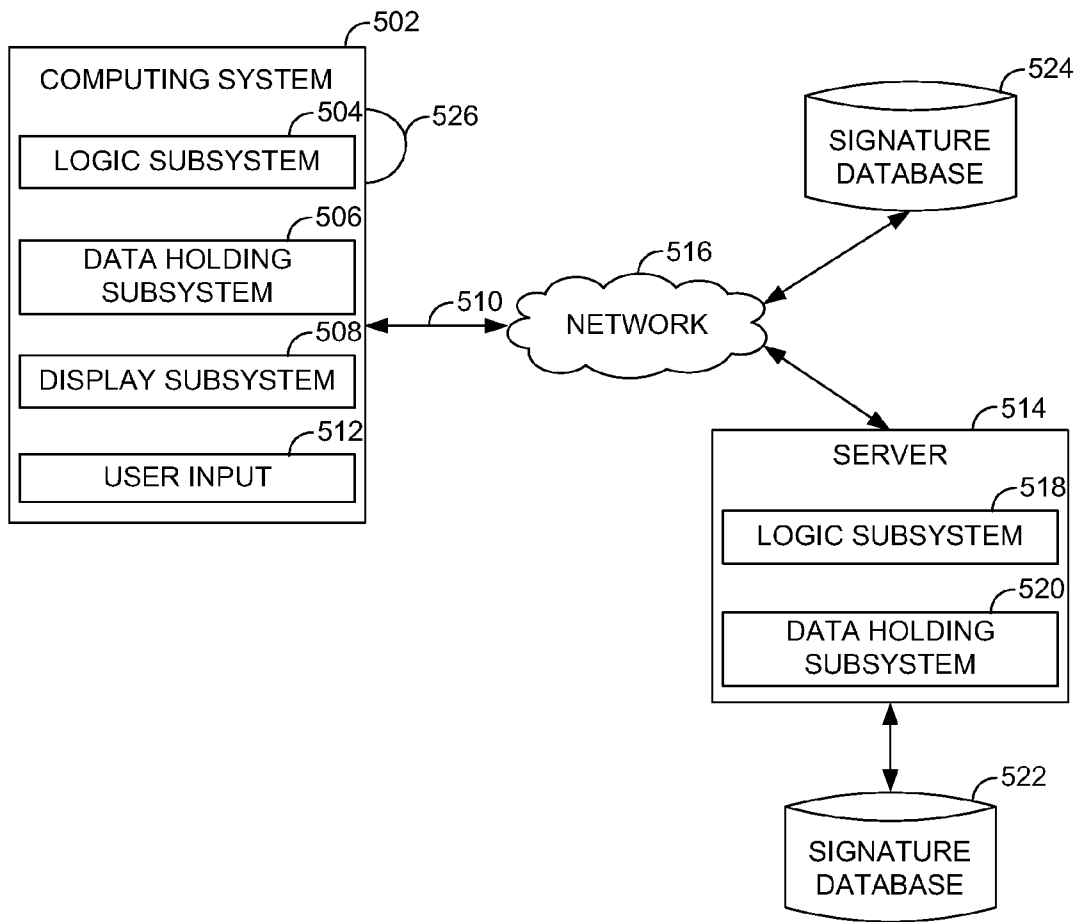 502
COMPUTING SYSTEM
504
526
LOGIC SUBSYSTEM
506
DATA HOLDING
SUBSYSTEM
508
DISPLAY SUBSYSTEM
512
USER INPUT
510
516
NETWORK
524
SIGNATURE
DATABASE
514
SERVER
518
LOGIC SUBSYSTEM
520
DATA HOLDING
SUBSYSTEM
522
SIGNATURE
DATABASE